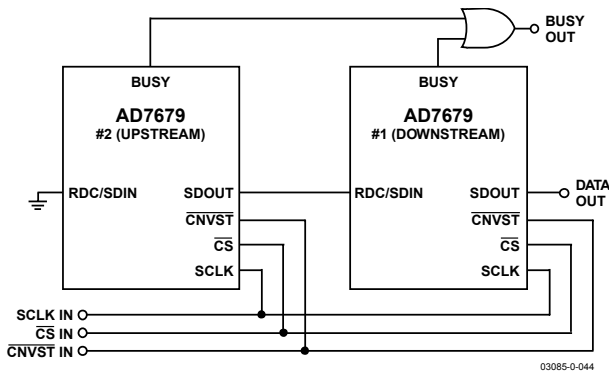 BUSY
OUT
BUSY
AD7679
#2 (UPSTREAM)
RDC/SDIN
SDOUT
CNVST
CS
SCLK
BUSY
AD7679
#1 (DOWNSTREAM)
RDC/SDIN
SDOUT
CNVST
CS
SCLK
DATA
OUT
SCLK IN
CS IN
CNVST IN
03085-0-044